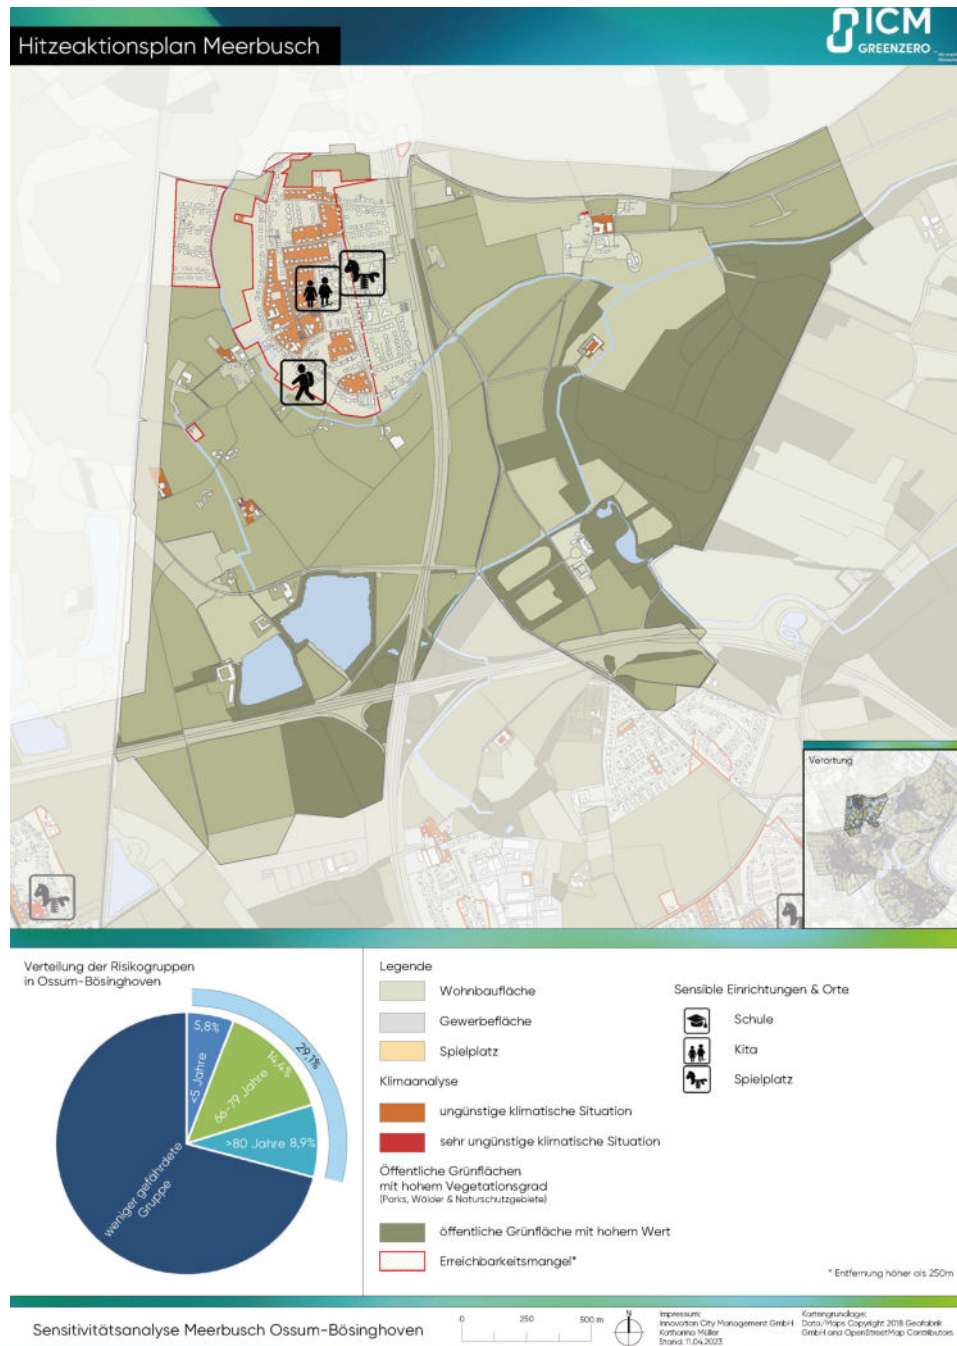 Hitzeaktionsplan Meerbusch
ICM
GREENZERO
Verortung
Verteilung der Risikogruppen
in Ossum-Bösinghoven
5,8%
<5 Jahre
14,4%
66-79 Jahre
29,1%
>80 Jahre 8,9%
weniger gefährdete
Gruppe
Legende
Wohnbaufläche
Gewerbefläche
Spielplatz
Klimaanalyse
ungünstige klimatische Situation
sehr ungünstige klimatische Situation
Öffentliche Grünflächen
mit hohem Vegetationsgrad
(Parks, Wälder & Naturschutzgebiete)
öffentliche Grünfläche mit hohem Wert
Erreichbarkeitsmangel*
Sensible Einrichtungen & Orte
Schule
Kita
Spielplatz
* Entfernung höher als 250m
Sensitivitätsanalyse Meerbusch Ossum-Bösinghoven
0 250 500 m
N
Impressum:
Innovation City Management GmbH
Katharina Müller
Stand: 11.04.2023
Kartengrundlage:
Data/Maps Copyright 2018 Geofabrik
GmbH and OpenStreetMap Contributors